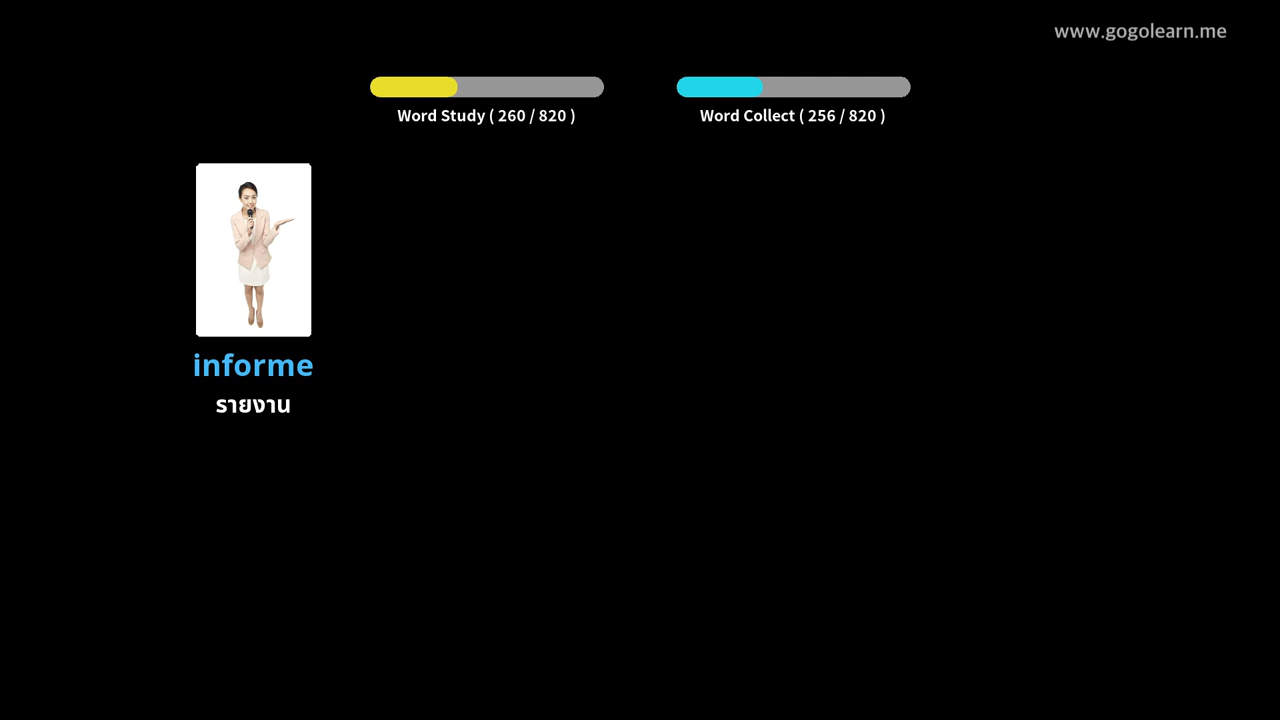 www.gogolearn.me
Word Study ( 260 / 820 )
Word Collect ( 256 / 820 )
informe
รายงาน